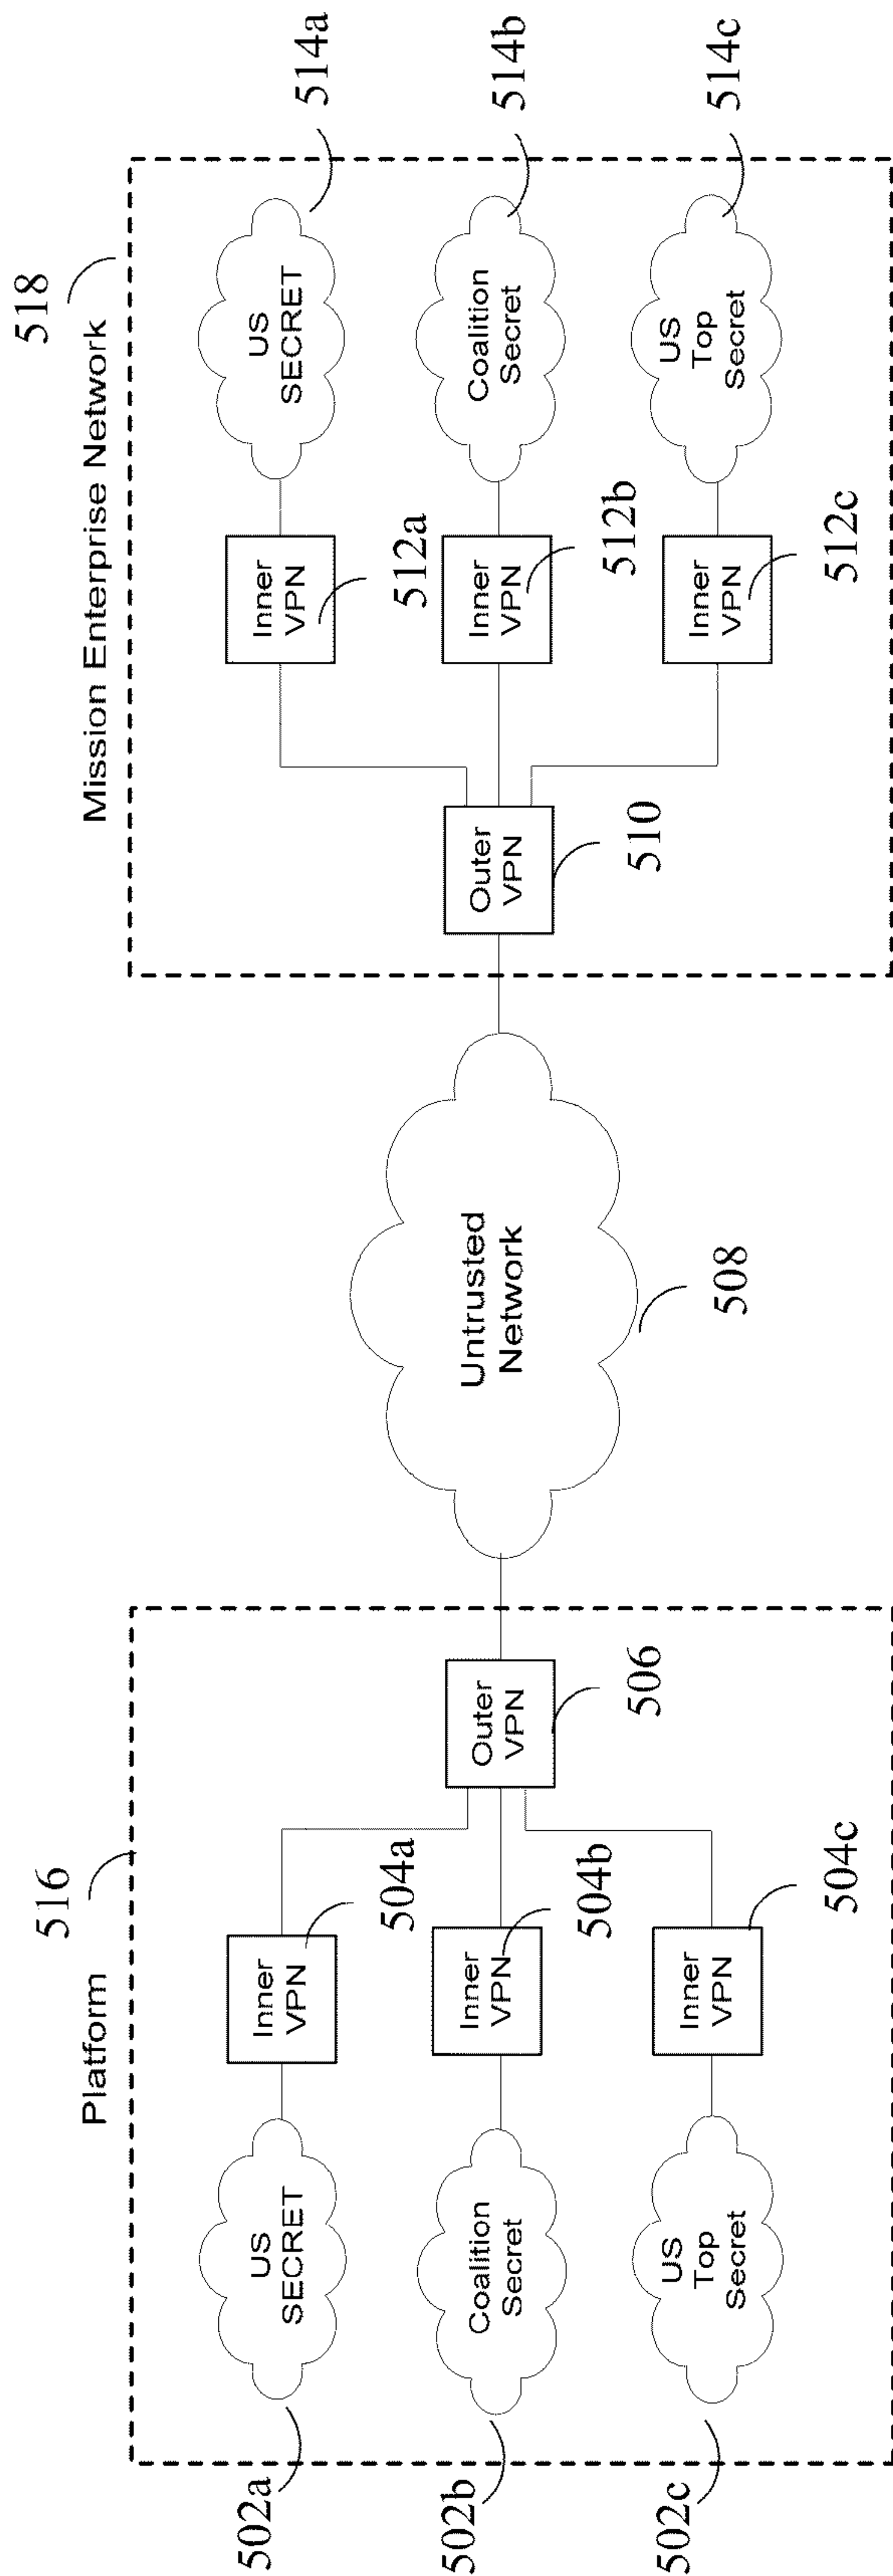 Platform
516
US
SECRET
502a
Inner
VPN
504a
Coalition
Secret
502b
Inner
VPN
504b
US
Top
Secret
502c
Inner
VPN
504c
Outer
VPN
506
Untrusted
Network
508
Mission Enterprise Network
518
Outer
VPN
510
Inner
VPN
512a
US
SECRET
514a
Inner
VPN
512b
Coalition
Secret
514b
Inner
VPN
512c
US
Top
Secret
514c